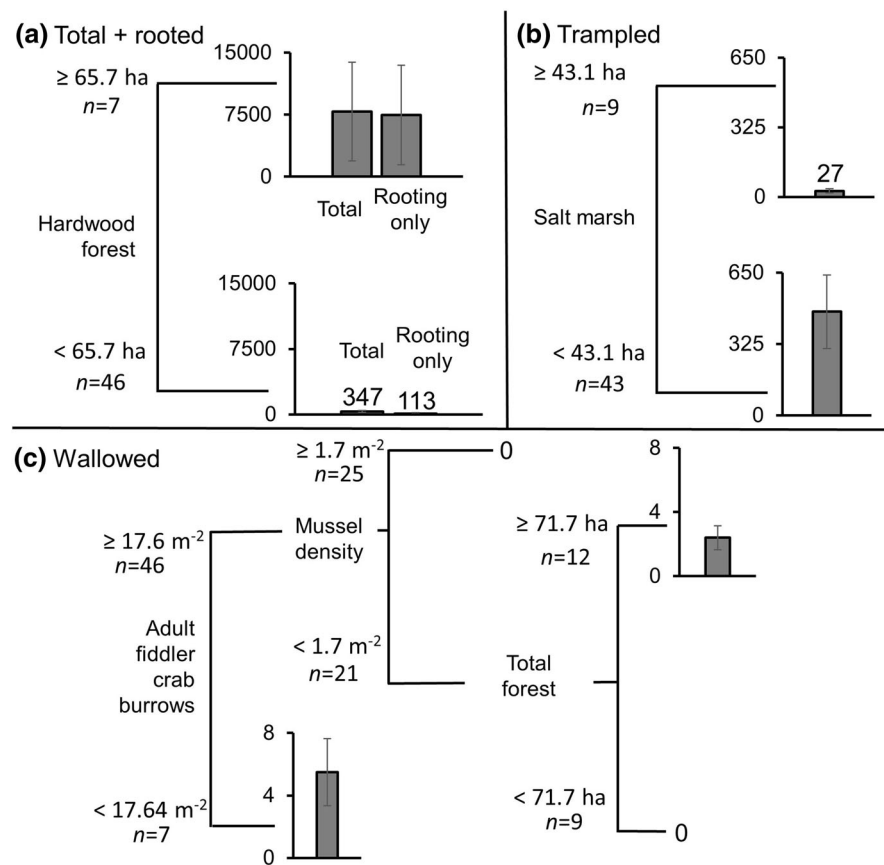 (a) Total + rooted
≥ 65.7 ha
n=7
15000
7500
0
Total
Rooting
only
Hardwood
forest
< 65.7 ha
n=46
15000
7500
0
Total
Rooting
only
347
113
(b) Trampled
≥ 43.1 ha
n=9
650
325
0
27
Salt marsh
< 43.1 ha
n=43
650
325
0
(c) Wallowed
≥ 17.6 m⁻²
n=46
Adult
fiddler
crab
burrows
< 17.64 m⁻²
n=7
8
4
0
≥ 1.7 m⁻²
n=25
0
Mussel
density
< 1.7 m⁻²
n=21
Total
forest
≥ 71.7 ha
n=12
8
4
0
< 71.7 ha
n=9
0